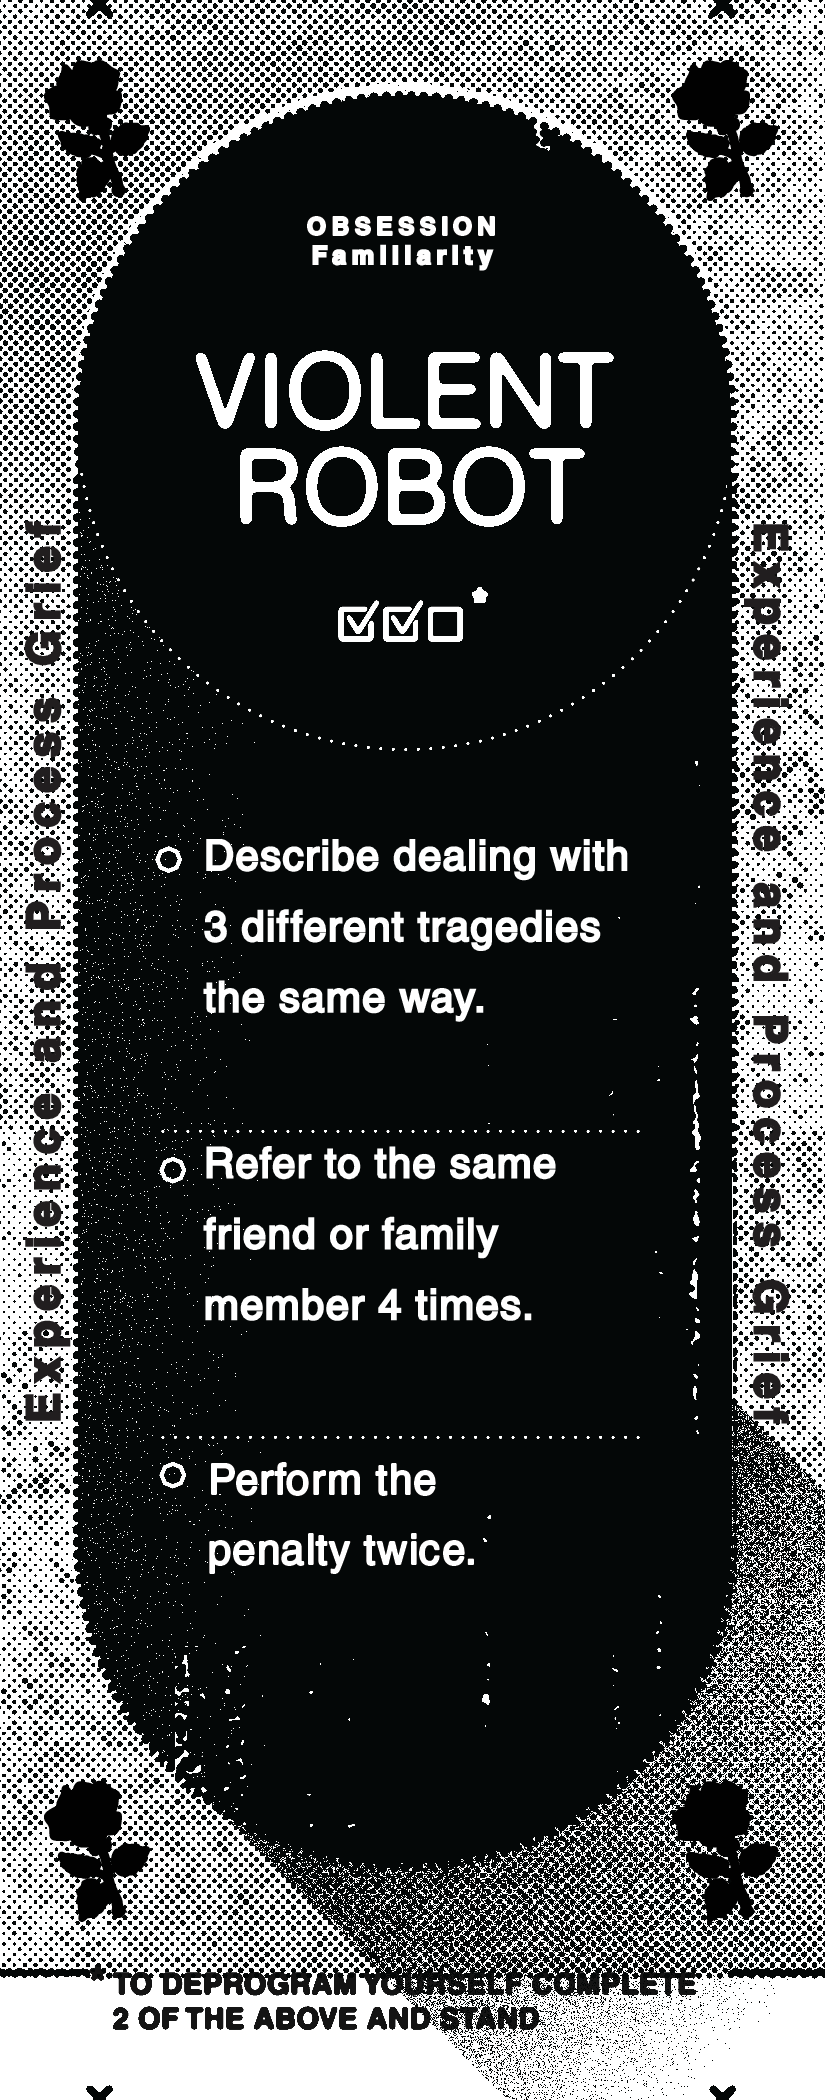 OBSESSION
Familiarity
VIOLENT
ROBOT
Experience and Process Grief
Experience and Process Grief
Describe dealing with
3 different tragedies
the same way.
Refer to the same
friend or family
member 4 times.
Perform the
penalty twice.
*TO DEPROGRAM YOURSELF COMPLETE
2 OF THE ABOVE AND STAND